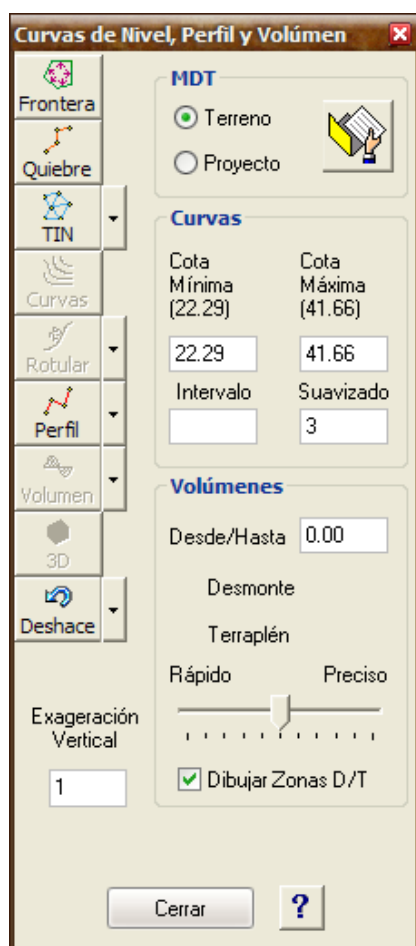 Curvas de Nivel, Perfil y Volúmen
Frontera
Quiebre
TIN
Curvas
Rotular
Perfil
Volumen
3D
Deshace
Exageración
Vertical
1
MDT
Terreno
Proyecto
Curvas
Cota Mínima (22.29)
Cota Máxima (41.66)
22.29
41.66
Intervalo
Suavizado
3
Volúmenes
Desde/Hasta 0.00
Desmonte
Terraplén
Rápido
Preciso
Dibujar Zonas D/T
Cerrar
?